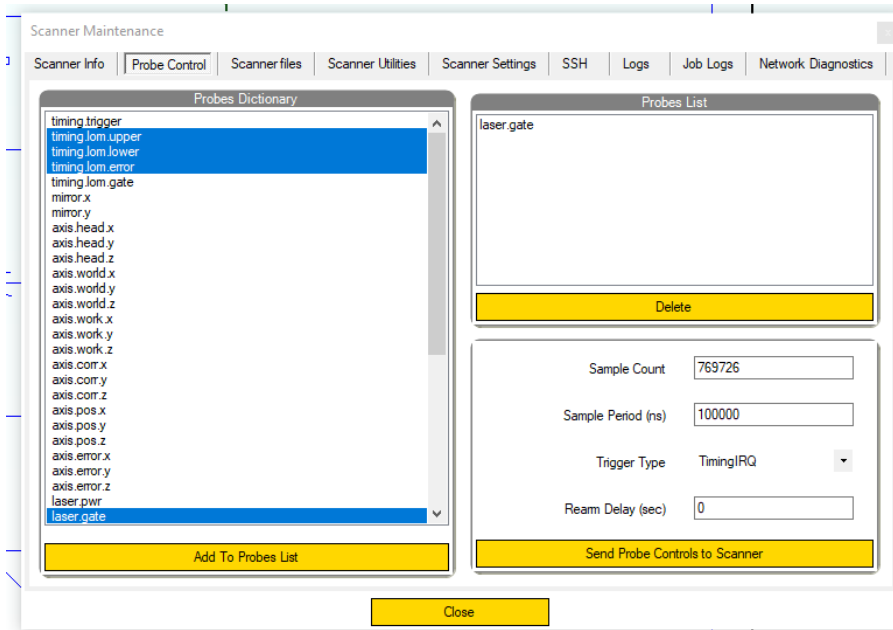 Scanner Maintenance
Scanner Info
Probe Control
Scanner files
Scanner Utilities
Scanner Settings
SSH
Logs
Job Logs
Network Diagnostics
Probes Dictionary
timing.trigger
timing.lom.upper
timing.lom.lower
timing.lom.error
timing.lom.gate
mirror.x
mirror.y
axis.head.x
axis.head.y
axis.head.z
axis.world.x
axis.world.y
axis.world.z
axis.work.x
axis.work.y
axis.work.z
axis.corr.x
axis.corr.y
axis.corr.z
axis.pos.x
axis.pos.y
axis.pos.z
axis.error.x
axis.error.y
axis.error.z
laser.pwr
laser.gate
Add To Probes List
Probes List
laser.gate
Delete
Sample Count 769726
Sample Period (ns) 100000
Trigger Type TimingIRQ
Rearm Delay (sec) 0
Send Probe Controls to Scanner
Close